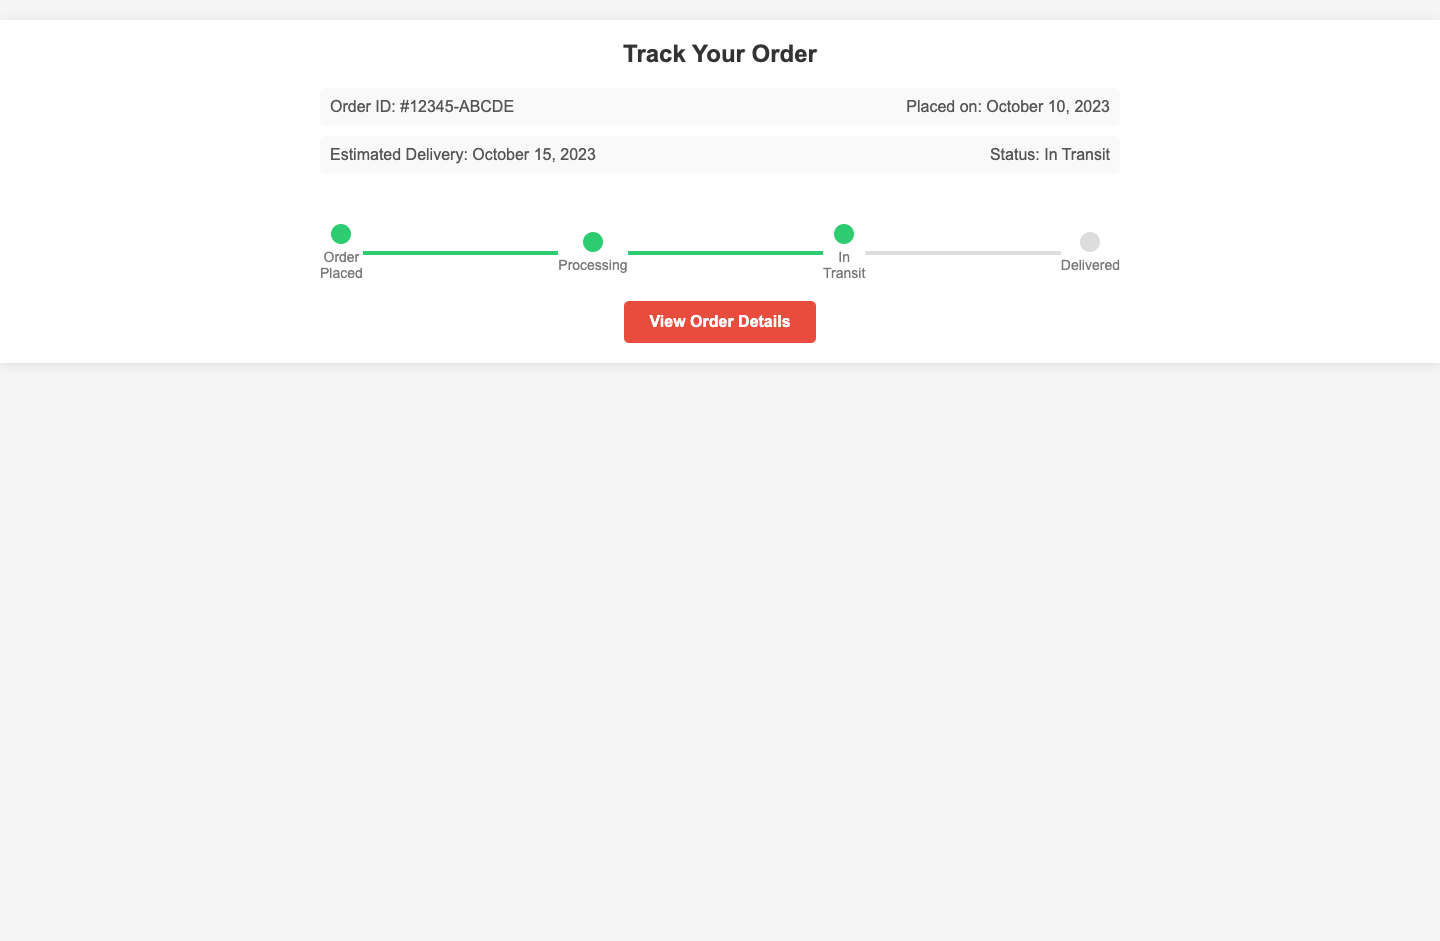 Track Your Order
Order ID: #12345-ABCDE
Placed on: October 10, 2023
Estimated Delivery: October 15, 2023
Status: In Transit
Order
Placed
Processing
In
Transit
Delivered
View Order Details